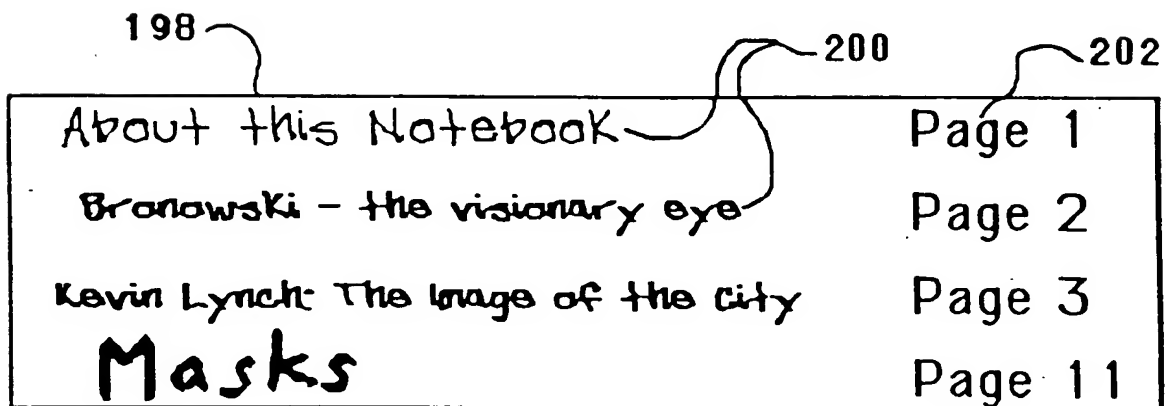 198 200 202
About this Notebook Page 1
Bronowski - the visionary eye Page 2
Kevin Lynch: The Image of the city Page 3
Masks Page 11